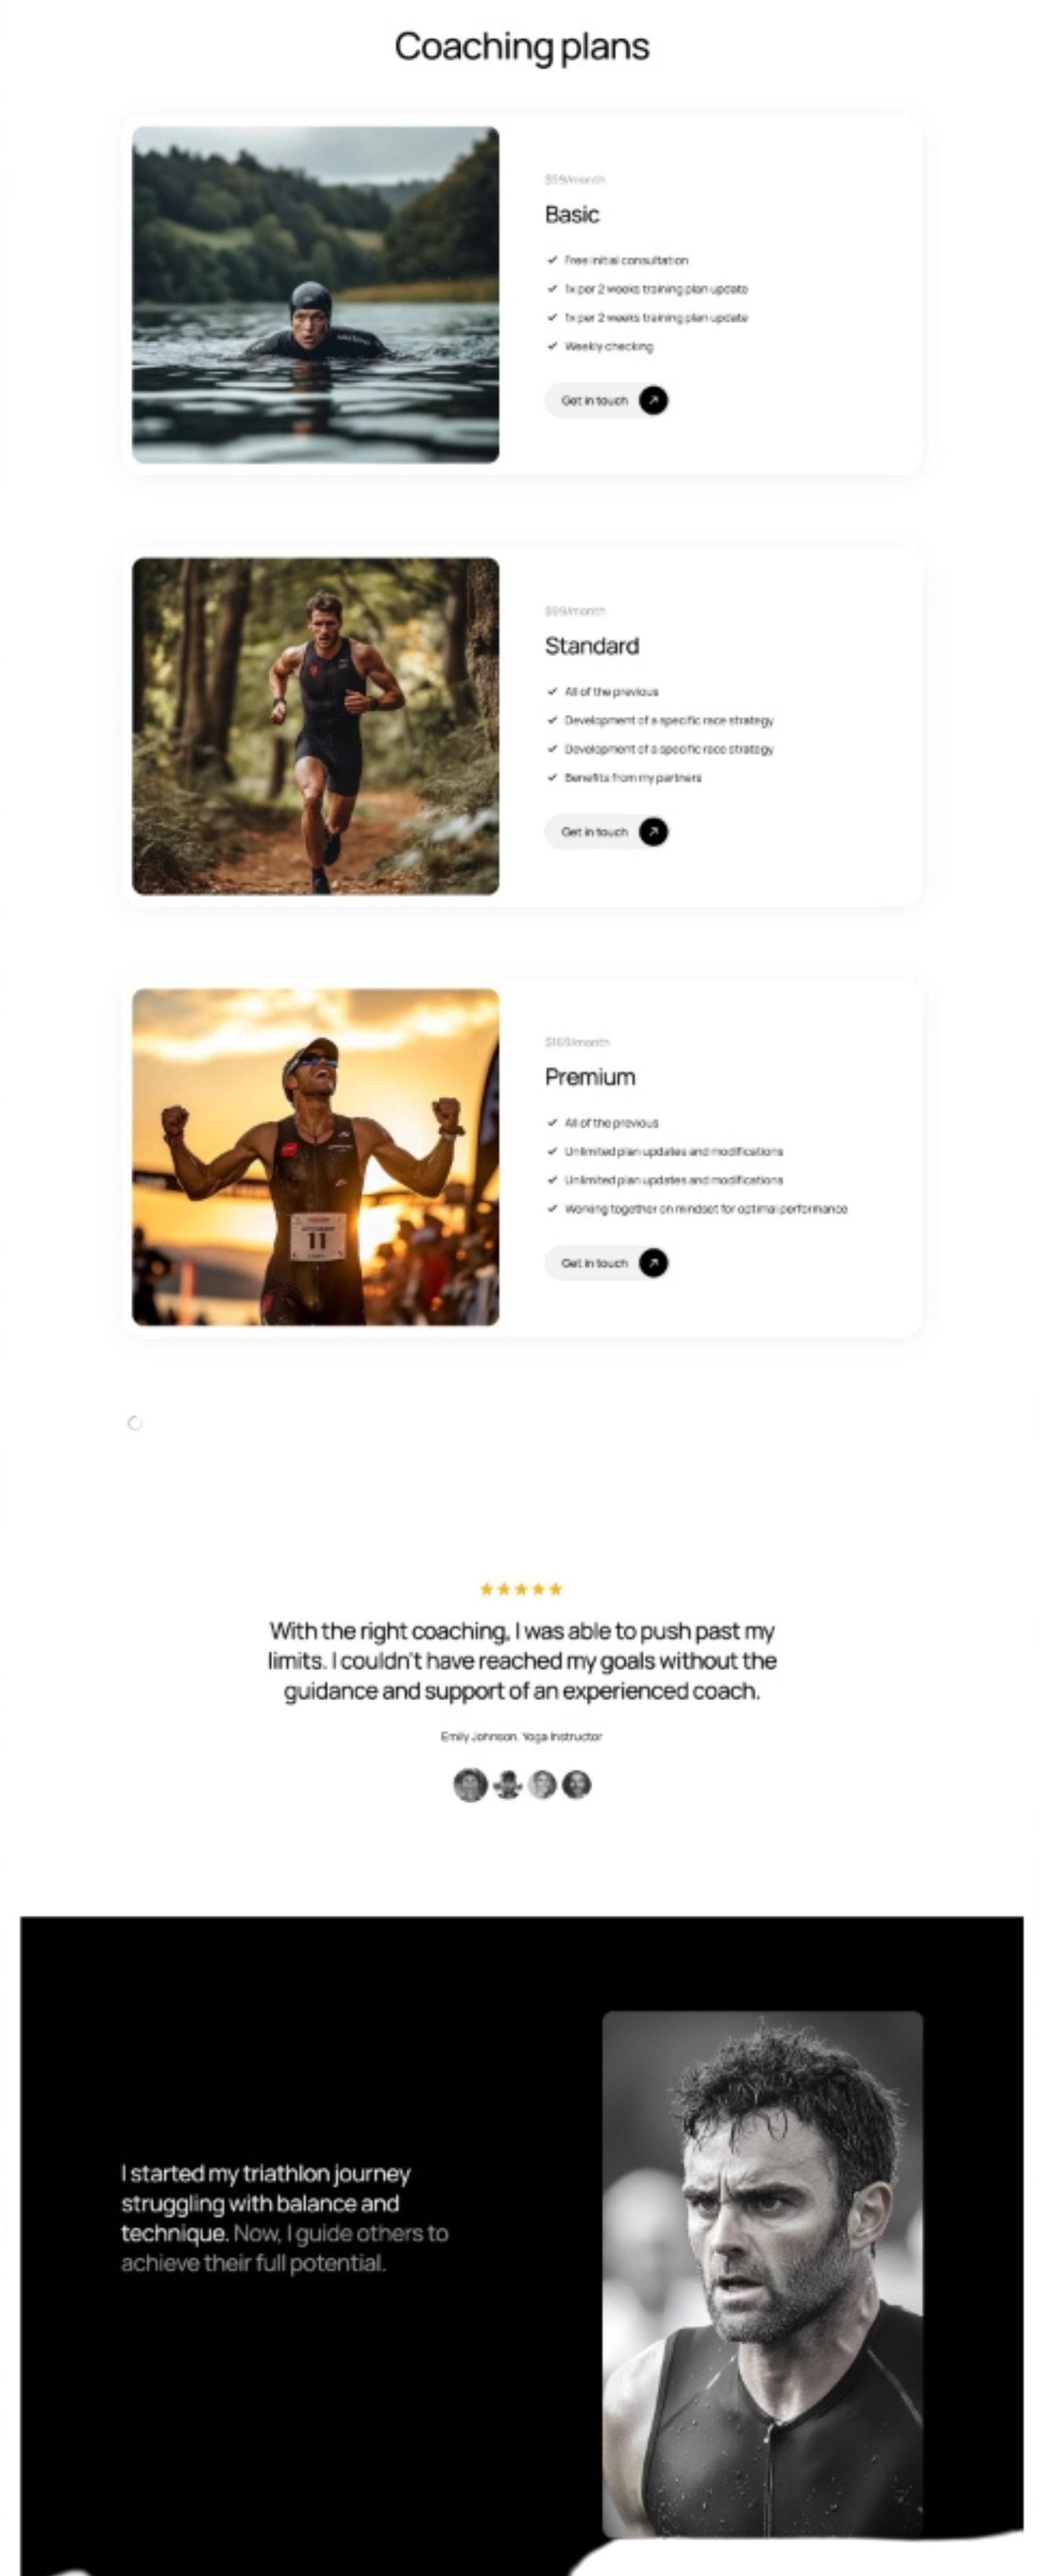 Coaching plans
$59/month
Basic
Free initial consultation
1x per 2 weeks training plan update
1x per 2 weeks training plan update
Weekly checking
Get in touch
$99/month
Standard
All of the previous
Development of a specific race strategy
Development of a specific race strategy
Benefits from my partners
Get in touch
11
/month
Premium
All of the previous
Unlimited plan updates and modifications
Unlimited plan updates and modifications
Working together on mindset for optimal performance
Get in touch
With the right coaching, I was able to push past my
limits. I couldn't have reached my goals without the
guidance and support of an experienced coach.
Emily Johnson, Yoga Instructor
I started my triathlon journey
struggling with balance and
technique. Now, I guide others to
achieve their full potential.